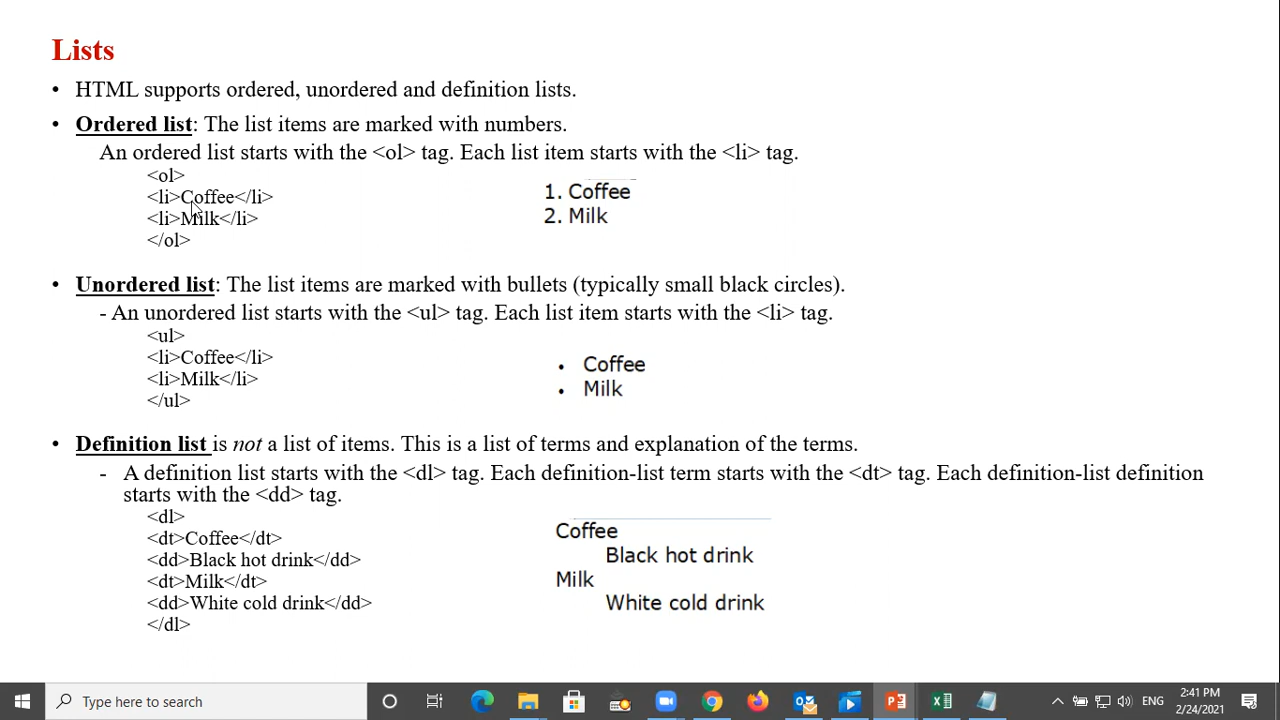 Lists
• HTML supports ordered, unordered and definition lists.
• Ordered list: The list items are marked with numbers.
An ordered list starts with the <ol> tag. Each list item starts with the <li> tag.
<ol>
<li>Coffee</li>
<li>Milk</li>
</ol>
1. Coffee
2. Milk
• Unordered list: The list items are marked with bullets (typically small black circles).
- An unordered list starts with the <ul> tag. Each list item starts with the <li> tag.
<ul>
<li>Coffee</li>
<li>Milk</li>
</ul>
• Coffee
• Milk
• Definition list is not a list of items. This is a list of terms and explanation of the terms.
- A definition list starts with the <dl> tag. Each definition-list term starts with the <dt> tag. Each definition-list definition
starts with the <dd> tag.
<dl>
<dt>Coffee</dt>
<dd>Black hot drink</dd>
<dt>Milk</dt>
<dd>White cold drink</dd>
</dl>
Coffee
Black hot drink
Milk
White cold drink
Type here to search
ENG
2:41 PM
2/24/2021